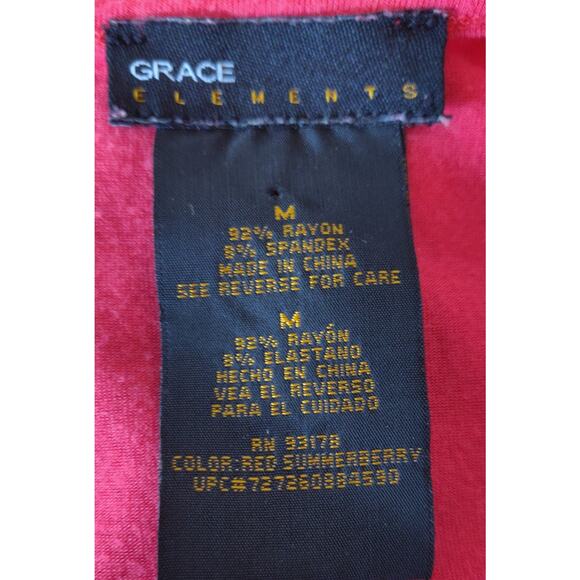 GRACE
ELEMENTS
M
92% RAYON
8% SPANDEX
MADE IN CHINA
SEE REVERSE FOR CARE
M
92% RAYÓN
8% ELASTANO
HECHO EN CHINA
VEA EL REVERSO
PARA EL CUIDADO
RN 93178
COLOR:RED SUMMERBERRY
UPC#727260884590